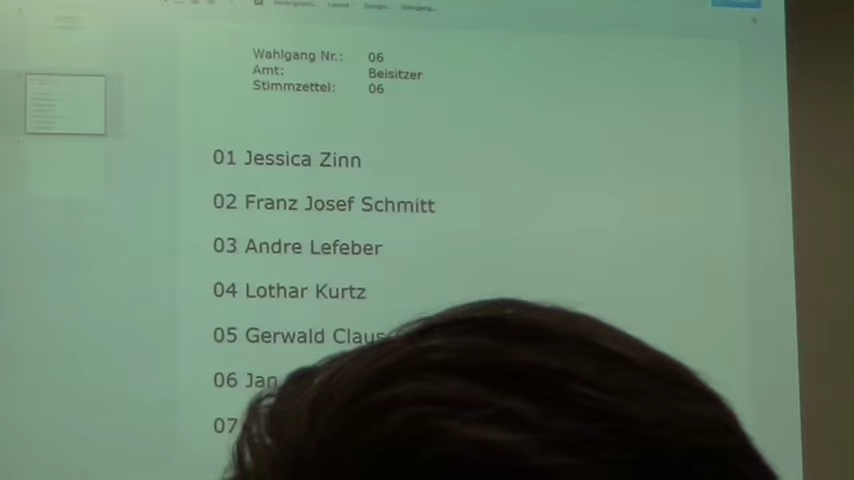 Wahlgang Nr.: 06
Amt: Beisitzer
Stimmzettel: 06
01 Jessica Zinn
02 Franz Josef Schmitt
03 Andre Lefeber
04 Lothar Kurtz
05 Gerwald Claus
06 Jan
07